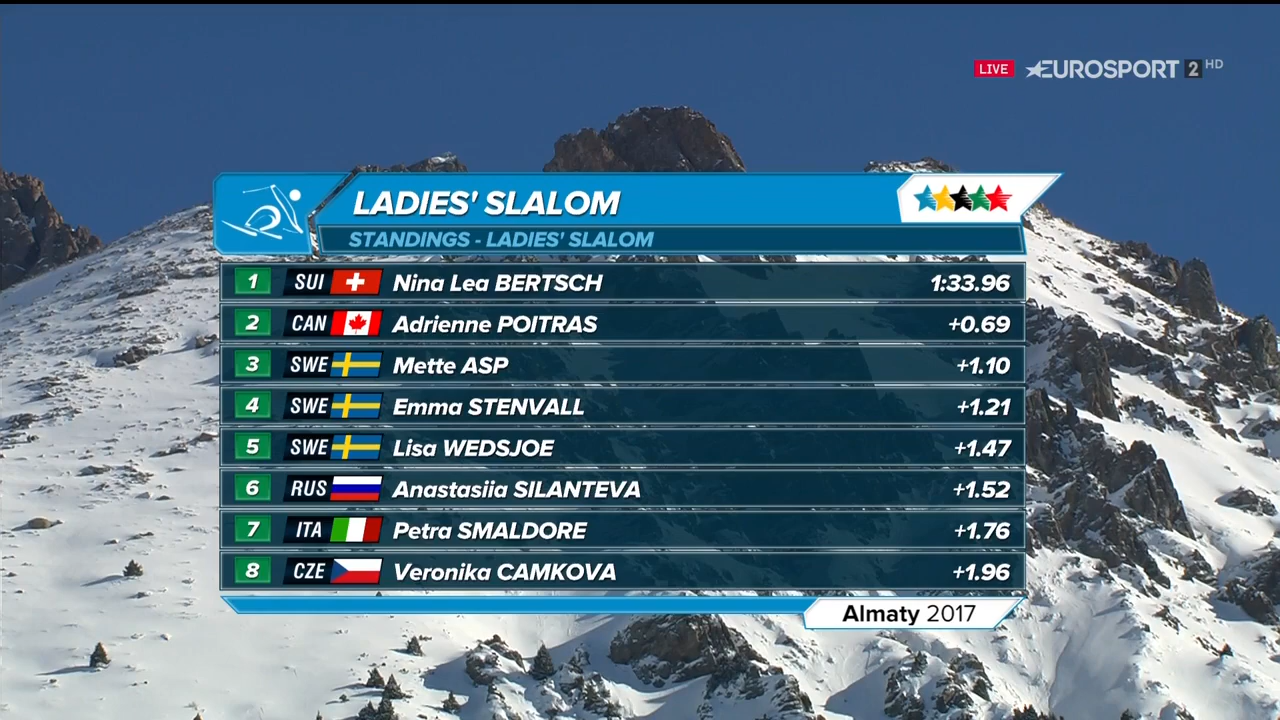 LIVE EUROSPORT 2 HD
LADIES' SLALOM
STANDINGS - LADIES' SLALOM
1 SUI Nina Lea BERTSCH 1:33.96
2 CAN Adrienne POITRAS +0.69
3 SWE Mette ASP +1.10
4 SWE Emma STENVALL +1.21
5 SWE Lisa WEDSJOE +1.47
6 RUS Anastasiia SILANTEVA +1.52
7 ITA Petra SMALDORE +1.76
8 CZE Veronika CAMKOVA +1.96
Almaty 2017